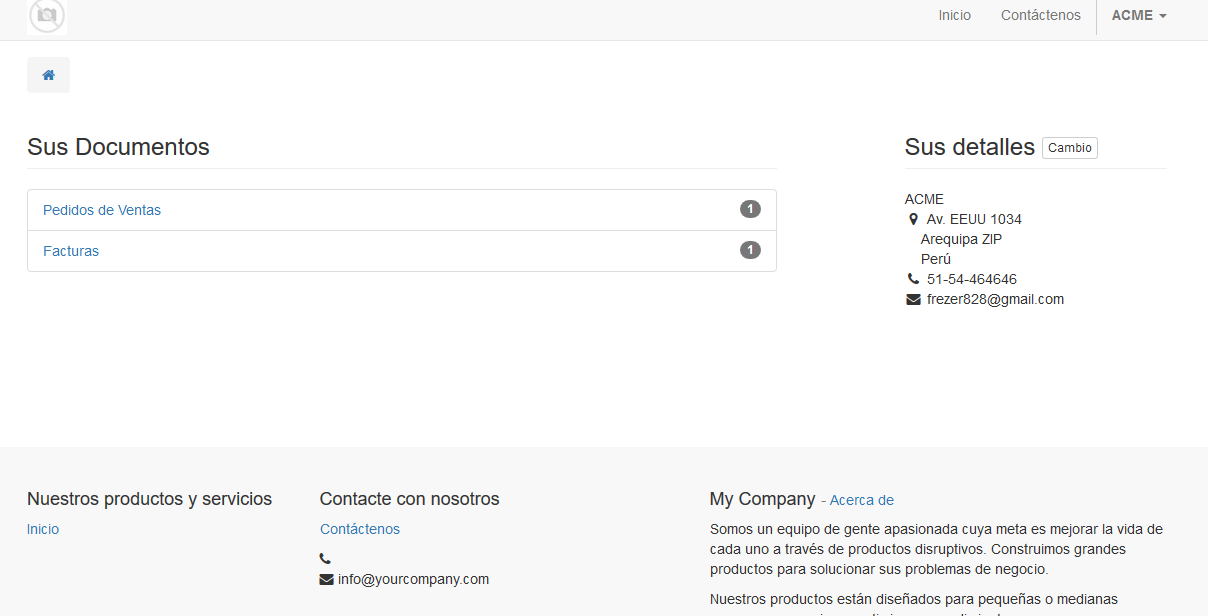 Inicio Contáctenos ACME
Sus Documentos
Pedidos de Ventas 1
Facturas 1
Sus detalles Cambio
ACME
Av. EEUU 1034
Arequipa ZIP
Perú
51-54-464646
frezer828@gmail.com
Nuestros productos y servicios
Inicio
Contacte con nosotros
Contáctenos
info@yourcompany.com
My Company - Acerca de
Somos un equipo de gente apasionada cuya meta es mejorar la vida de
cada uno a través de productos disruptivos. Construimos grandes
productos para solucionar sus problemas de negocio.
Nuestros productos están diseñados para pequeñas o medianas